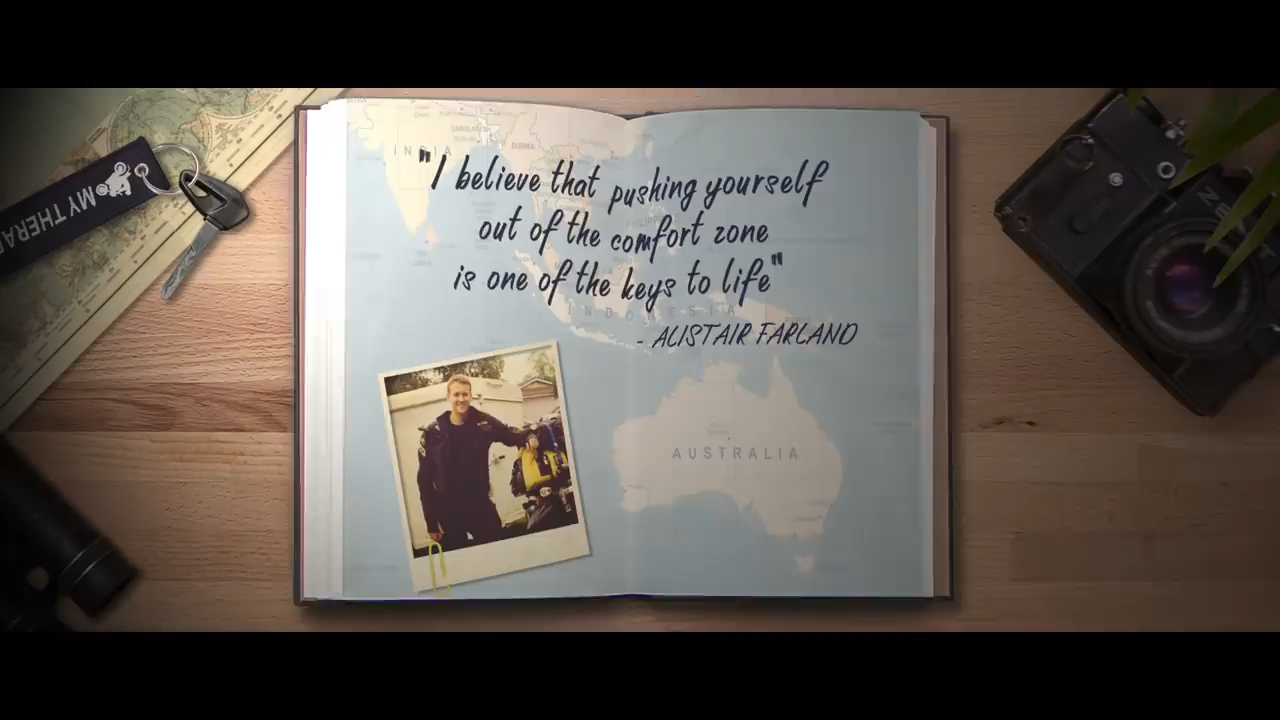 "I believe that pushing yourself
out of the comfort zone
is one of the keys to life"
- ALISTAIR FARLAND
INDIA
BURMA
INDONESIA
AUSTRALIA
MY THERA